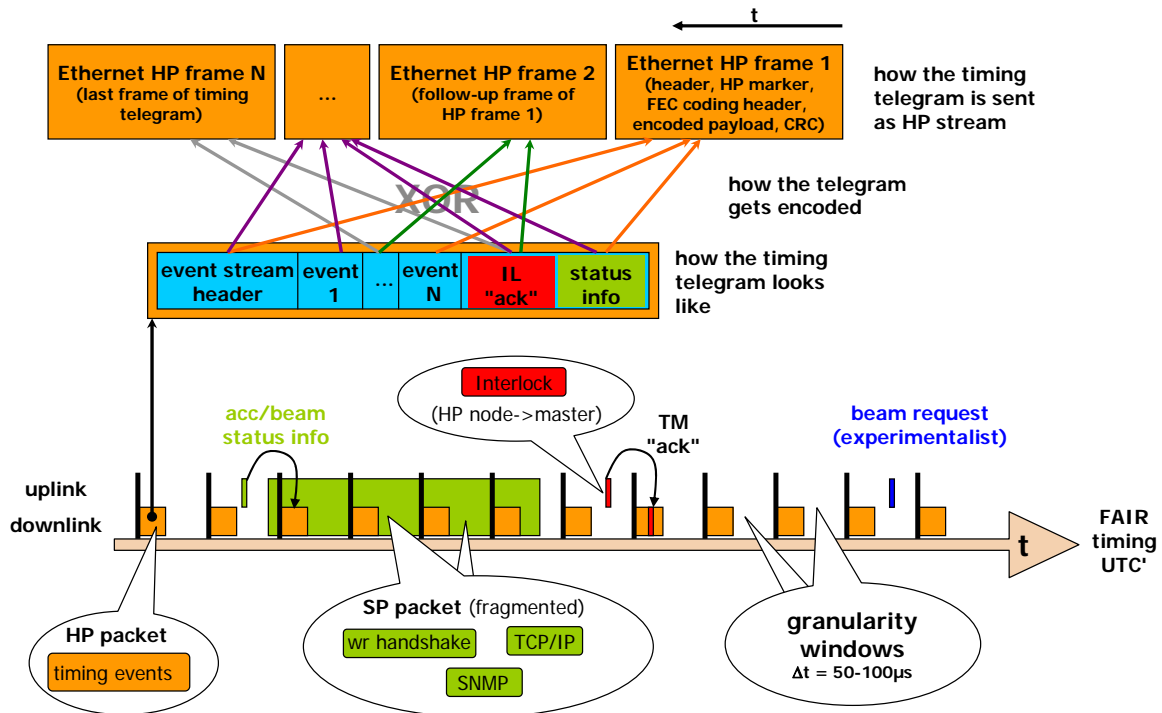 t
Ethernet HP frame N
(last frame of timing
telegram)
...
Ethernet HP frame 2
(follow-up frame of
HP frame 1)
Ethernet HP frame 1
(header, HP marker,
FEC coding header,
encoded payload, CRC)
how the timing
telegram is sent
as HP stream
XOR
how the telegram
gets encoded
event stream
header
event
1
...
event
N
IL
"ack"
status
info
how the timing
telegram looks
like
Interlock
(HP node->master)
acc/beam
status info
TM
"ack"
beam request
(experimentalist)
uplink
downlink
t
FAIR
timing
UTC'
HP packet
timing events
SP packet (fragmented)
wr handshake
TCP/IP
SNMP
granularity
windows
Δt = 50-100µs